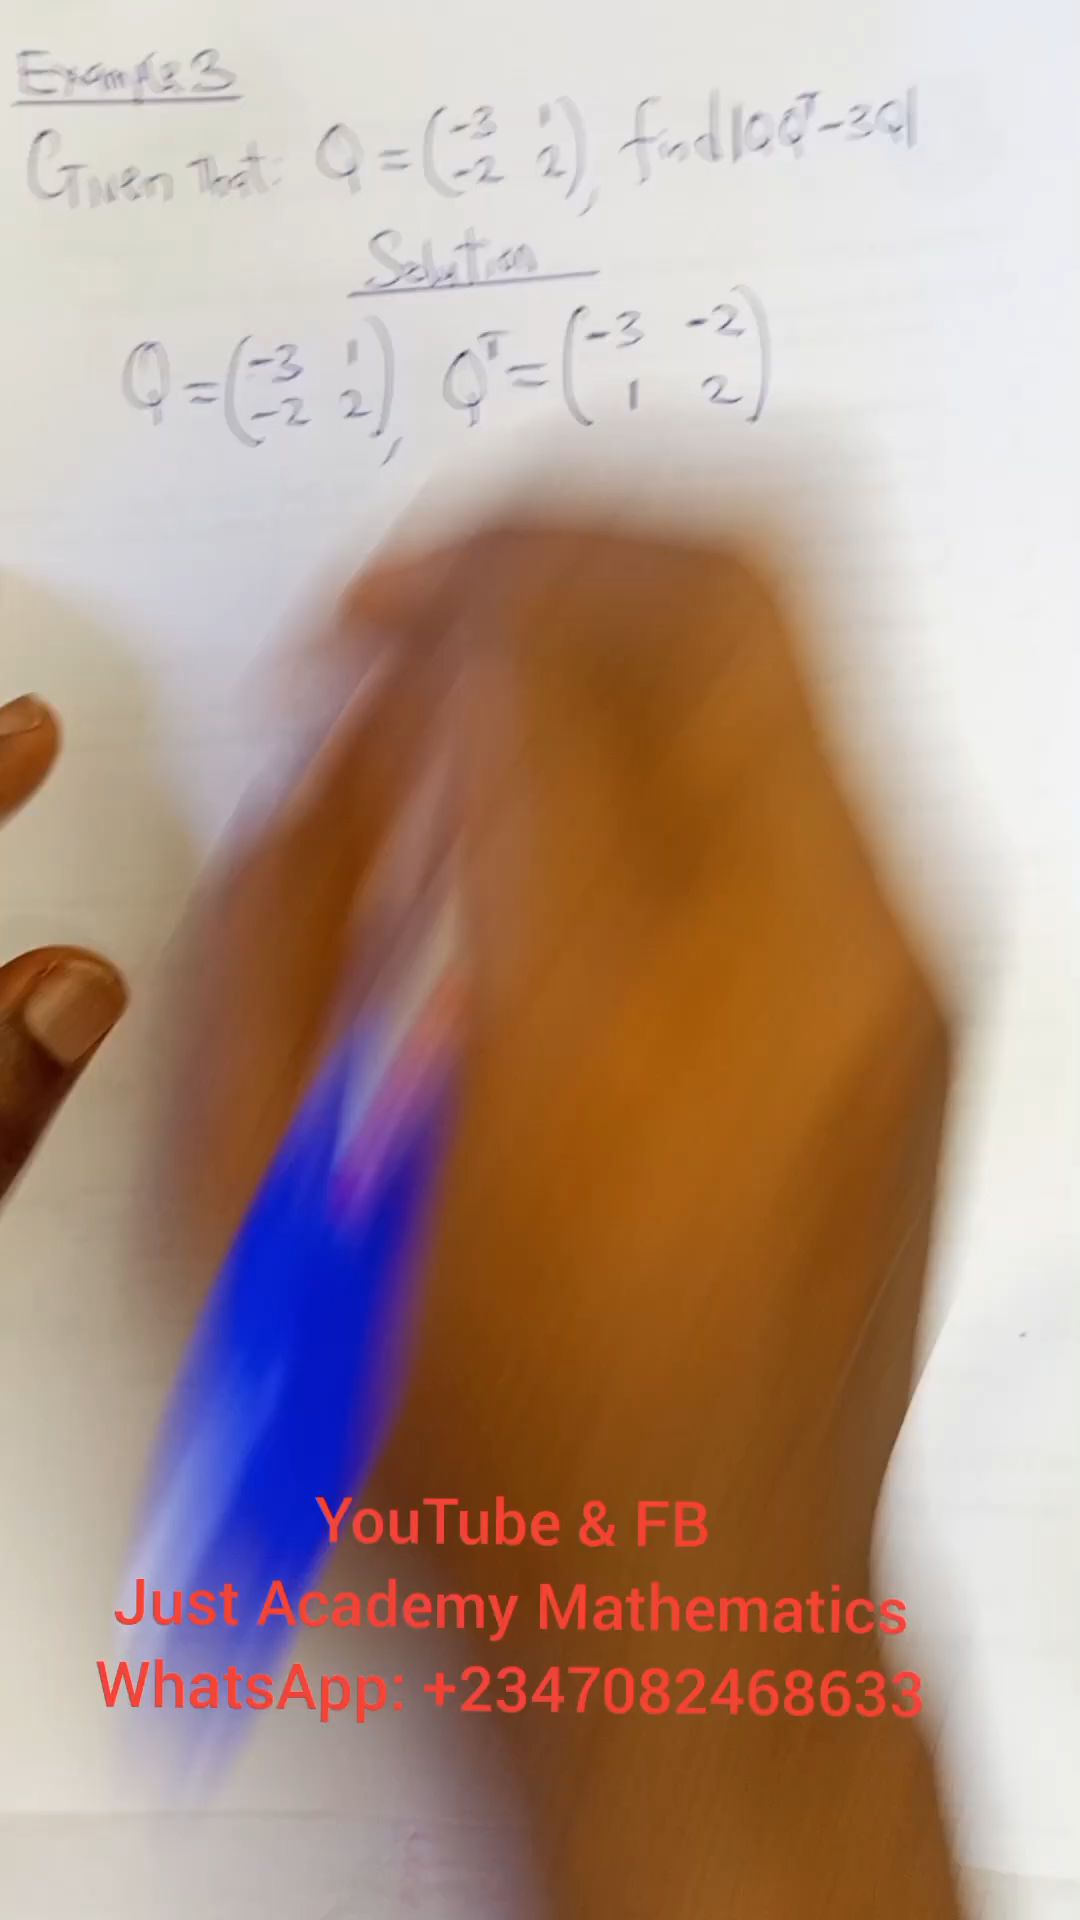 Example 3
Given That: Q = (-3 1
-2 2), find |QQᵀ-3Q|
Solution
Q = (-3 1
-2 2), Qᵀ = (-3 -2
1 2)
YouTube & FB
Just Academy Mathematics
WhatsApp: +2347082468633